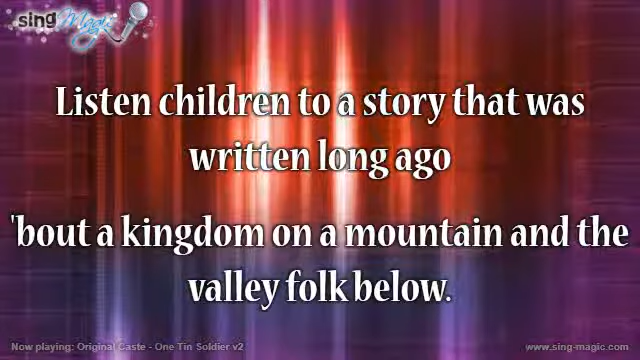 sing Magic
Listen children to a story that was
written long ago
'bout a kingdom on a mountain and the
valley folk below.
Now playing: Original Caste - One Tin Soldier v2
www.sing-magic.com